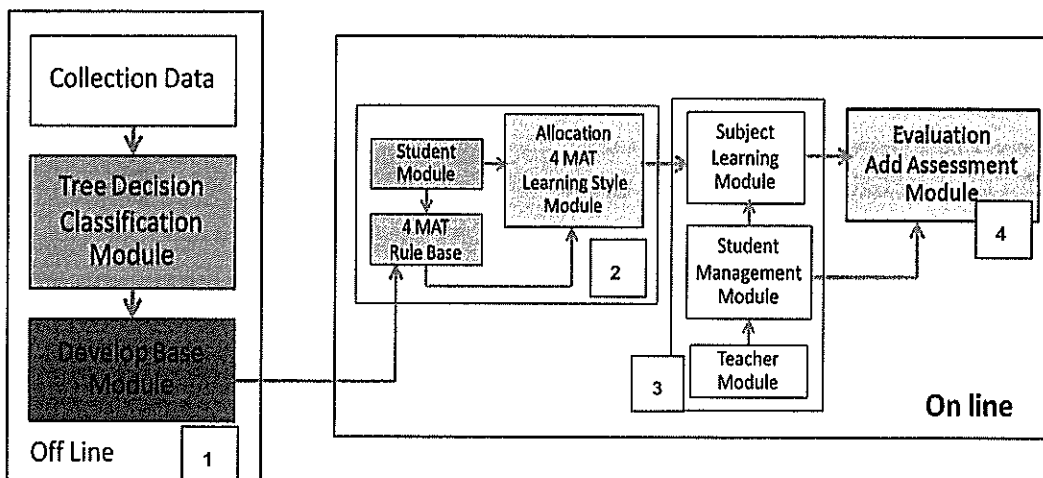 Collection Data
Tree Decision
Classification
Module
Develop Base
Module
Off Line
1
Student
Module
4 MAT
Rule Base
Allocation
4 MAT
Learning Style
Module
2
Subject
Learning
Module
Student
Management
Module
Teacher
Module
3
Evaluation
Add Assessment
Module
4
On line